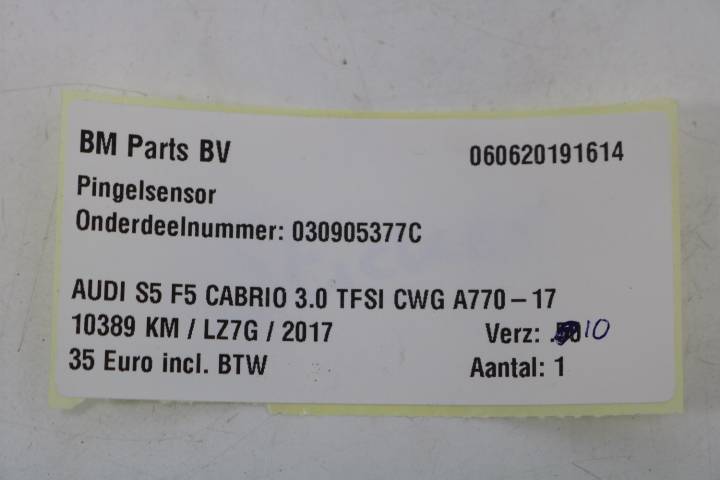 BM Parts BV 060620191614
Pingelsensor
Onderdeelnummer: 030905377C
AUDI S5 F5 CABRIO 3.0 TFSI CWG A770-17
10389 KM / LZ7G / 2017 Verz: 10
35 Euro incl. BTW Aantal: 1